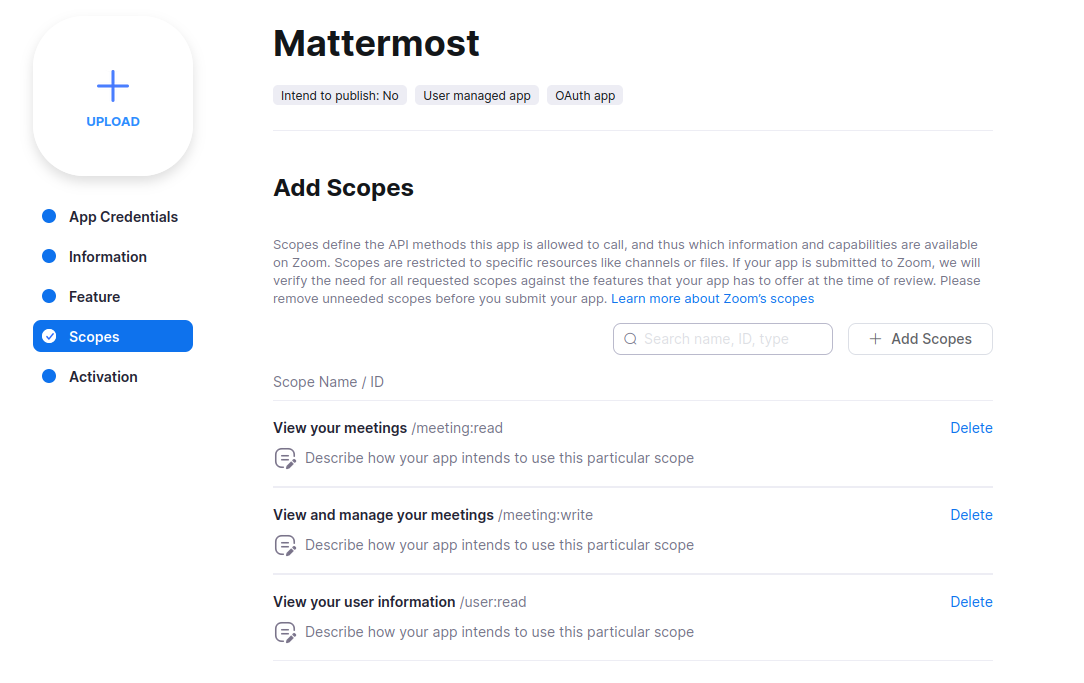 UPLOAD
App Credentials
Information
Feature
Scopes
Activation
Mattermost
Intend to publish: No
User managed app
OAuth app
Add Scopes
Scopes define the API methods this app is allowed to call, and thus which information and capabilities are available
on Zoom. Scopes are restricted to specific resources like channels or files. If your app is submitted to Zoom, we will
verify the need for all requested scopes against the features that your app has to offer at the time of review. Please
remove unneeded scopes before you submit your app. Learn more about Zoom's scopes
Search name, ID, type
Add Scopes
Scope Name / ID
View your meetings /meeting:read
Delete
Describe how your app intends to use this particular scope
View and manage your meetings /meeting:write
Delete
Describe how your app intends to use this particular scope
View your user information /user:read
Delete
Describe how your app intends to use this particular scope